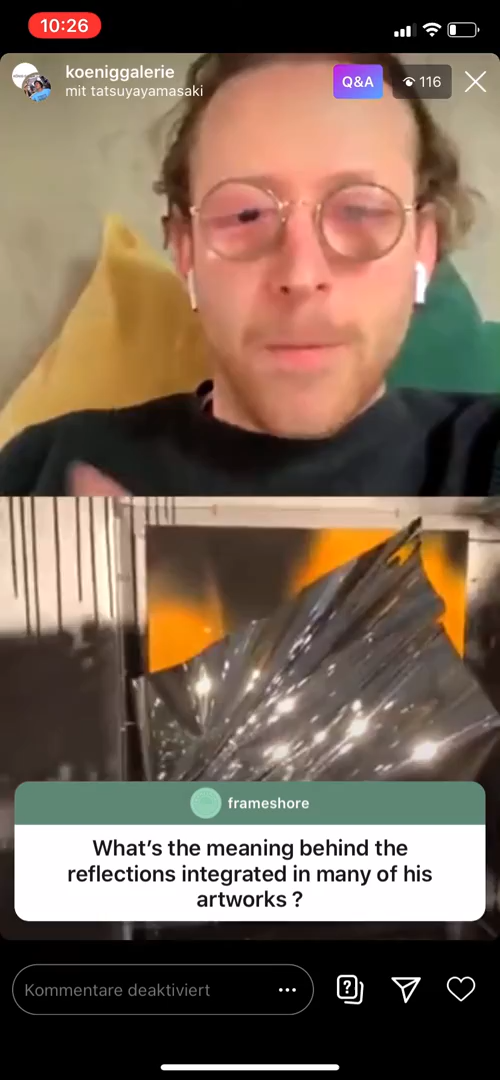 10:26
koeniggalerie
mit tatsuyayamasaki
Q&A
116
frameshore
What's the meaning behind the
reflections integrated in many of his
artworks ?
Kommentare deaktiviert